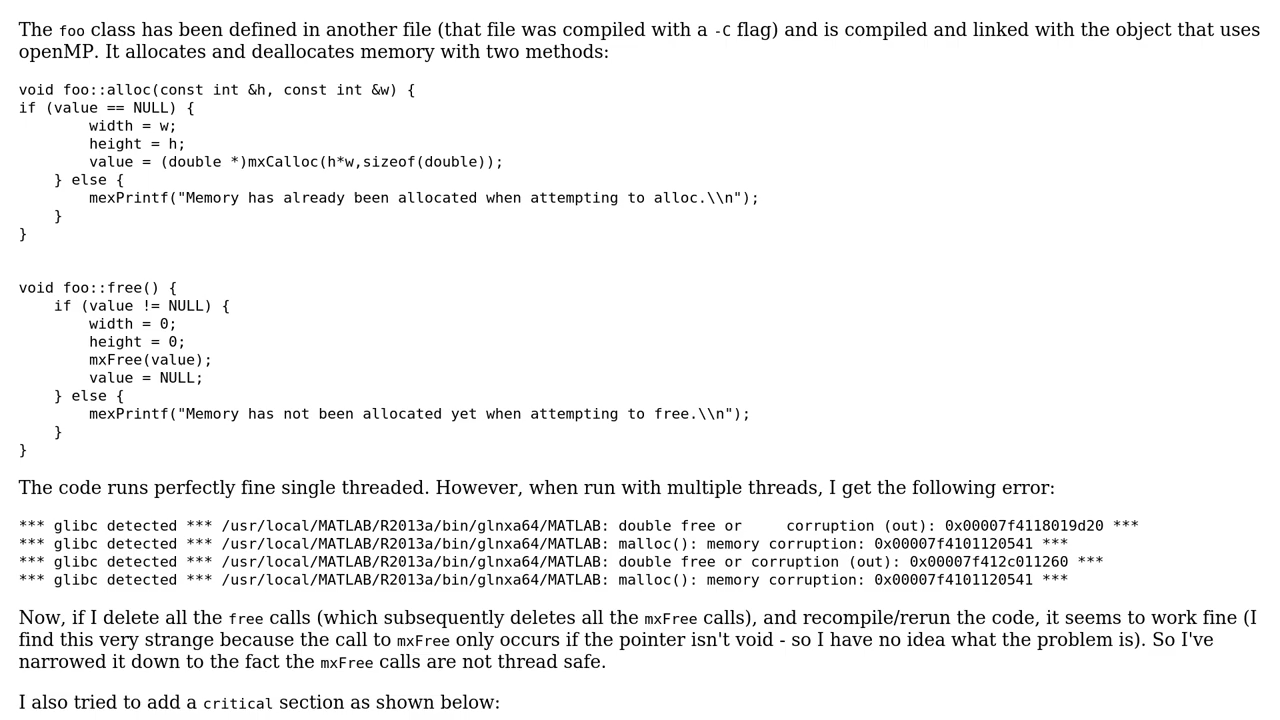 The foo class has been defined in another file (that file was compiled with a -C flag) and is compiled and linked with the object that uses
openMP. It allocates and deallocates memory with two methods:
void foo::alloc(const int &h, const int &w) {
if (value == NULL) {
        width = w;
        height = h;
        value = (double *)mxCalloc(h*w,sizeof(double));
    } else {
        mexPrintf("Memory has already been allocated when attempting to alloc.\\n");
    }
}
void foo::free() {
    if (value != NULL) {
        width = 0;
        height = 0;
        mxFree(value);
        value = NULL;
    } else {
        mexPrintf("Memory has not been allocated yet when attempting to free.\\n");
    }
}
The code runs perfectly fine single threaded. However, when run with multiple threads, I get the following error:
*** glibc detected *** /usr/local/MATLAB/R2013a/bin/glnxa64/MATLAB: double free or     corruption (out): 0x00007f4118019d20 ***
*** glibc detected *** /usr/local/MATLAB/R2013a/bin/glnxa64/MATLAB: malloc(): memory corruption: 0x00007f4101120541 ***
*** glibc detected *** /usr/local/MATLAB/R2013a/bin/glnxa64/MATLAB: double free or corruption (out): 0x00007f412c011260 ***
*** glibc detected *** /usr/local/MATLAB/R2013a/bin/glnxa64/MATLAB: malloc(): memory corruption: 0x00007f4101120541 ***
Now, if I delete all the free calls (which subsequently deletes all the mxFree calls), and recompile/rerun the code, it seems to work fine (I
find this very strange because the call to mxFree only occurs if the pointer isn't void - so I have no idea what the problem is). So I've
narrowed it down to the fact the mxFree calls are not thread safe.
I also tried to add a critical section as shown below: